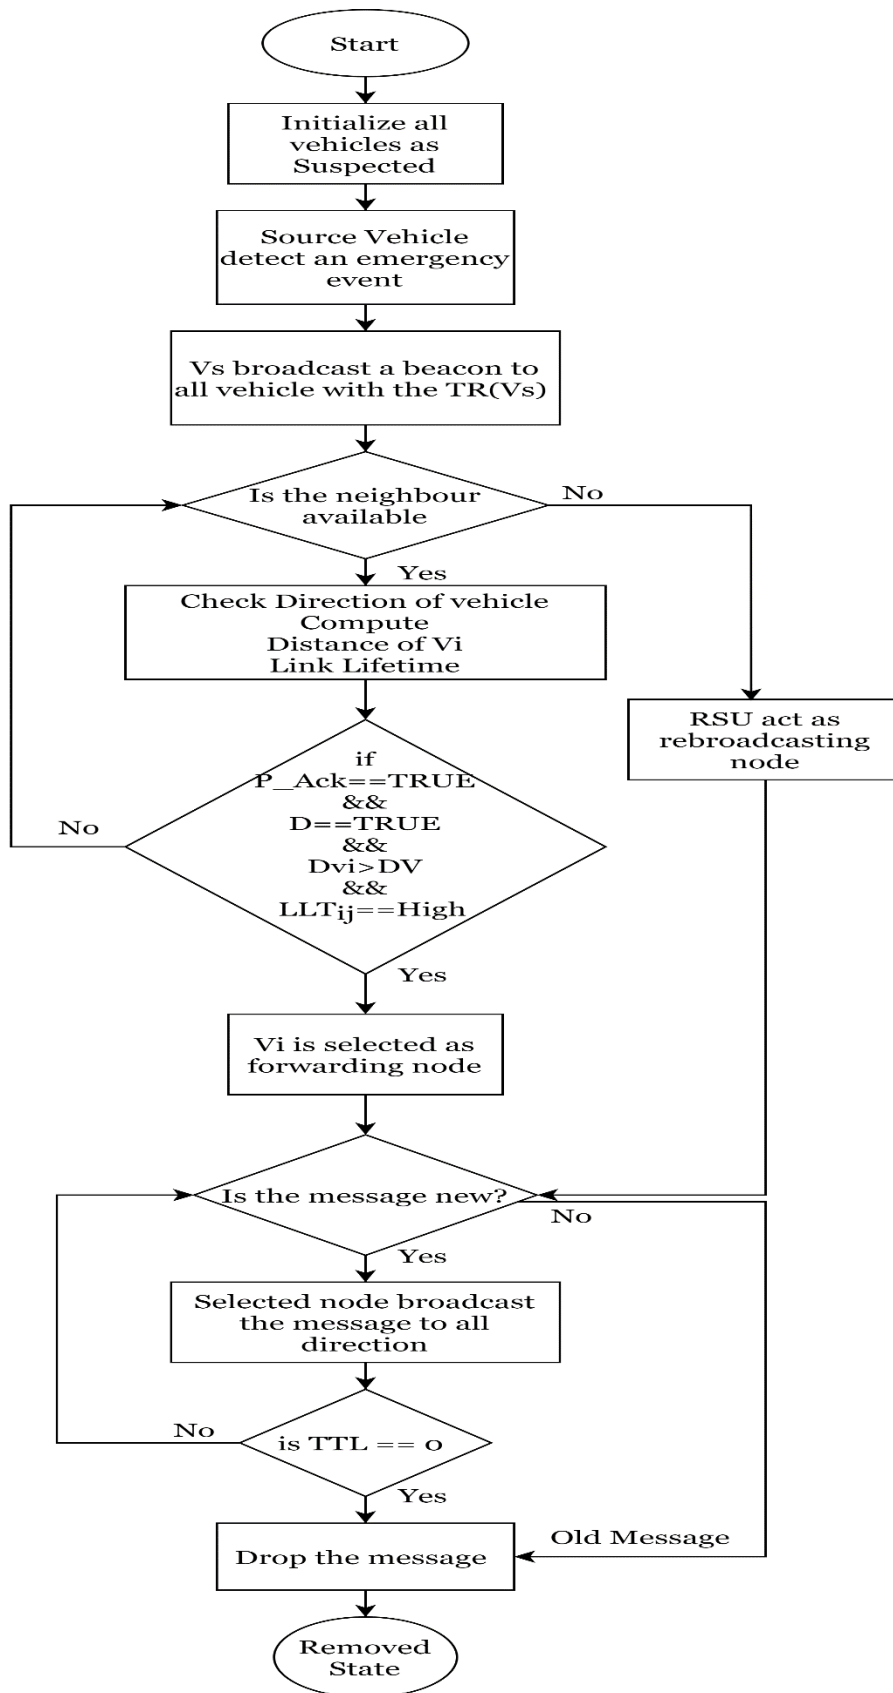 Start
Initialize all
vehicles as
Suspected
Source Vehicle
detect an emergency
event
Vs broadcast a beacon to
all vehicle with the TR(Vs)
Is the neighbour
available
No
Yes
Check Direction of vehicle
Compute
Distance of Vi
Link Lifetime
RSU act as
rebroadcasting
node
if
P_Ack==TRUE
&&
D==TRUE
&&
Dvi>DV
&&
LLTij==High
No
Yes
Vi is selected as
forwarding node
Is the message new?
No
Yes
Selected node broadcast
the message to all
direction
is TTL == 0
No
Yes
Old Message
Drop the message
Removed
State